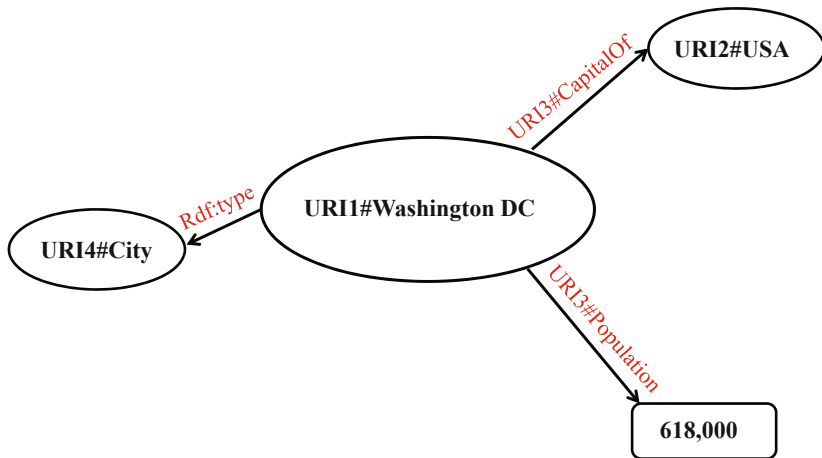 URI2#USA
URI3#CapitalOf
Rdf:type
URI1#Washington DC
URI4#City
URI3#Population
618,000